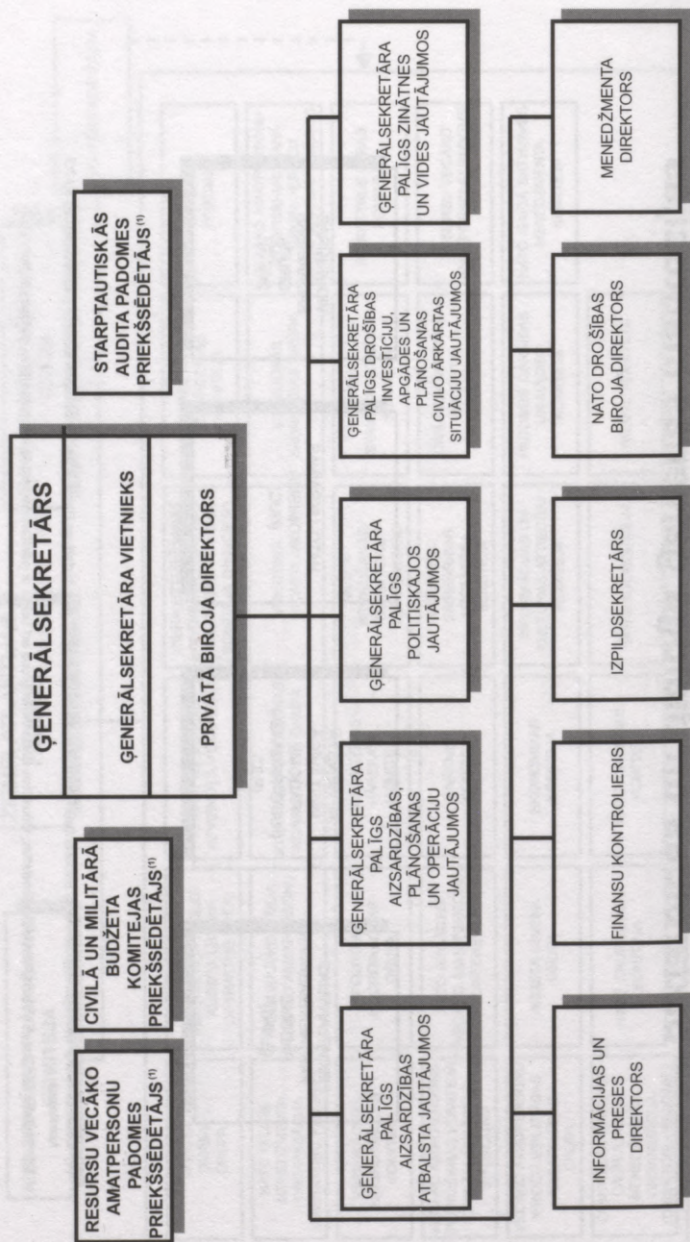 ĢENERĀLSEKRETĀRS
ĢENERĀLSEKRETĀRA VIETNIEKS
PRIVĀTĀ BIROJA DIREKTORS
RESURSU VECĀKO
AMATPERSONU
PADOMES
PRIEKŠSĒDĒTĀJS⁽¹⁾
CIVILĀ UN MILITĀRĀ
BUDŽETA
KOMITEJAS
PRIEKŠSĒDĒTĀJS⁽¹⁾
STARPTAUTISKĀS
AUDITA PADOMES
PRIEKŠSĒDĒTĀJS⁽¹⁾
ĢENERĀLSEKRETĀRA
PALĪGS
AIZSARDZĪBAS
ATBALSTA JAUTĀJUMOS
ĢENERĀLSEKRETĀRA
PALĪGS
AIZSARDZĪBAS,
PLĀNOŠANAS
UN OPERĀCIJU
JAUTĀJUMOS
ĢENERĀLSEKRETĀRA
PALĪGS
POLITISKAJOS
JAUTĀJUMOS
ĢENERĀLSEKRETĀRA
PALĪGS DROŠĪBAS
INVESTĪCIJU,
APGĀDES UN
PLĀNOŠANAS
CIVILO ĀRKĀRTAS
SITUĀCIJU JAUTĀJUMOS
ĢENERĀLSEKRETĀRA
PALĪGS ZINĀTNES
UN VIDES JAUTĀJUMOS
INFORMĀCIJAS UN
PRESES
DIREKTORS
FINANSU KONTROLIERIS
IZPILDSEKRETĀRS
NATO DROŠĪBAS
BIROJA DIREKTORS
MENEDŽMENTA
DIREKTORS